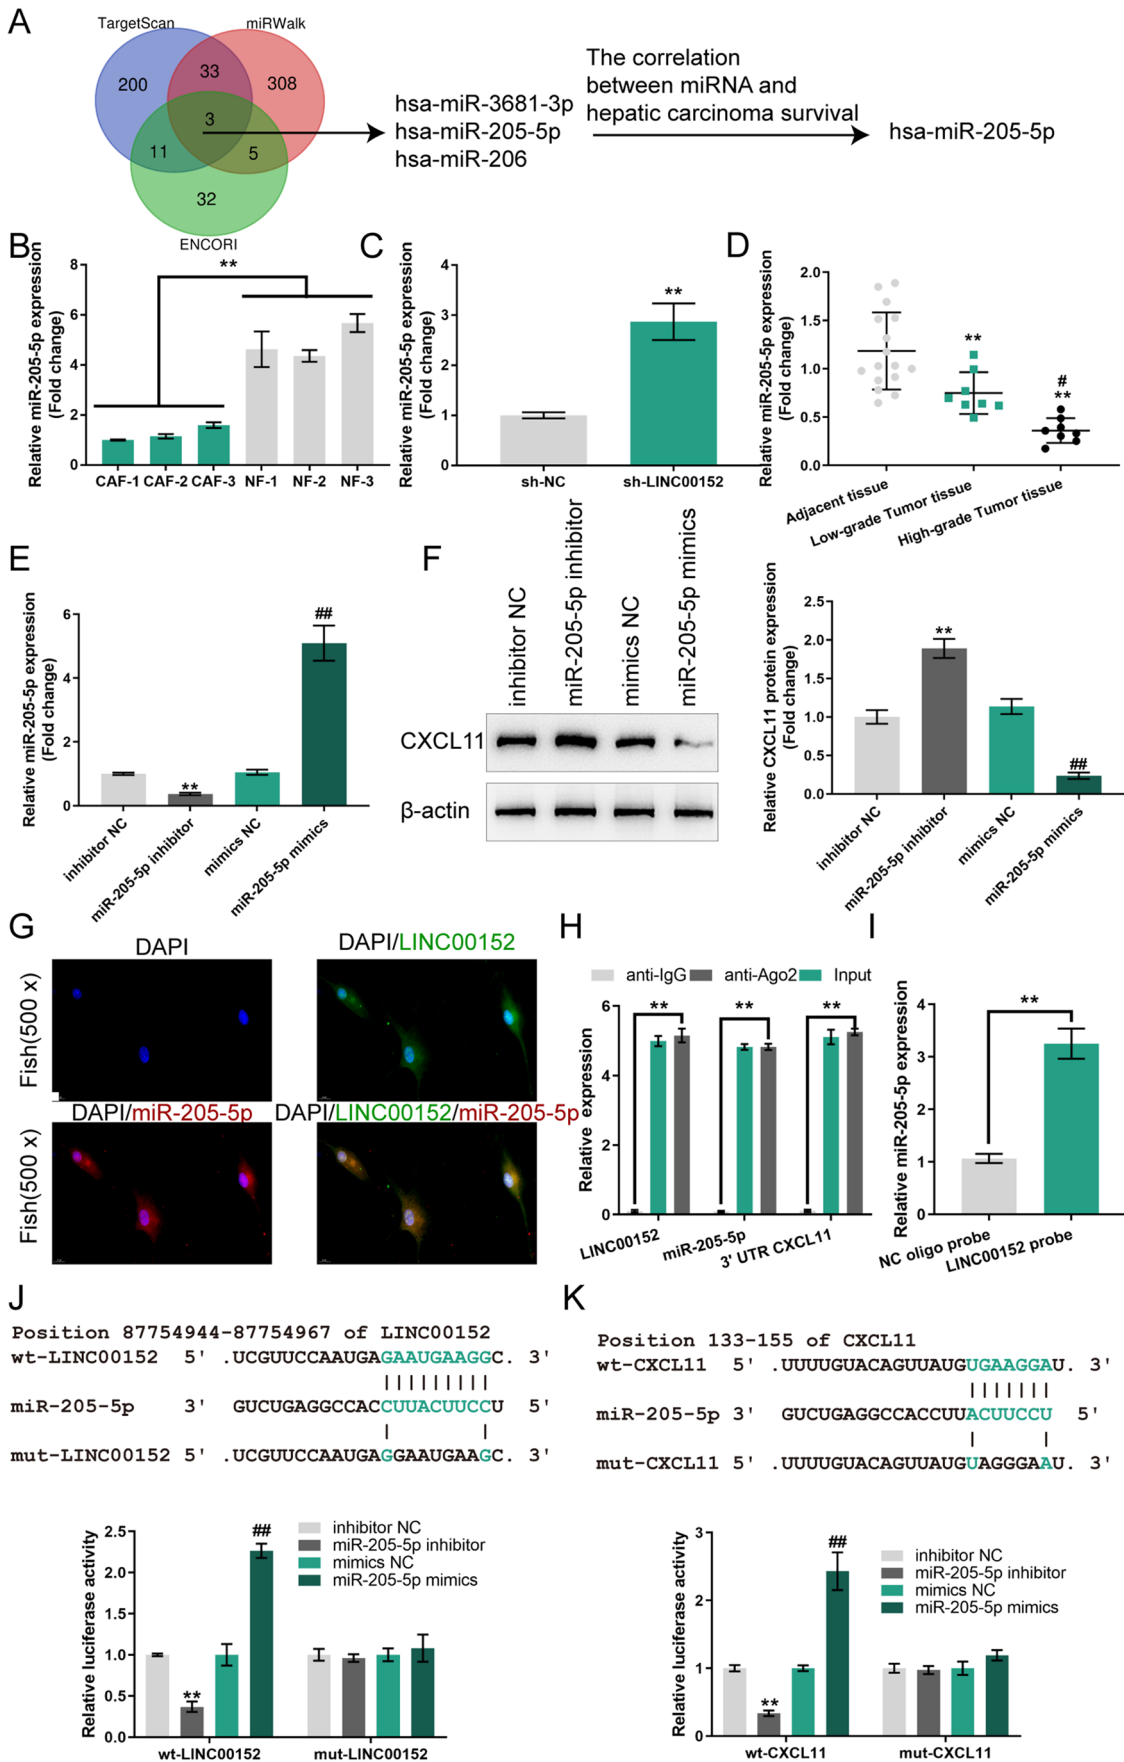 A
TargetScan
miRWalk
200
33
308
3
11
5
32
ENCORI
hsa-miR-3681-3p
hsa-miR-205-5p
hsa-miR-206
The correlation
between miRNA and
hepatic carcinoma survival
hsa-miR-205-5p
B
Relative miR-205-5p expression
(Fold change)
8
6
4
2
0
**
CAF-1 CAF-2 CAF-3 NF-1 NF-2 NF-3
C
Relative miR-205-5p expression
(Fold change)
4
3
2
1
0
**
sh-NC sh-LINC00152
D
Relative miR-205-5p expression
(Fold change)
2.0
1.5
1.0
0.5
0.0
**
#
**
Adjacent tissue
Low-grade Tumor tissue
High-grade Tumor tissue
E
Relative miR-205-5p expression
(Fold change)
6
4
2
0
**
##
inhibitor NC
miR-205-5p inhibitor
mimics NC
miR-205-5p mimics
F
inhibitor NC
miR-205-5p inhibitor
mimics NC
miR-205-5p mimics
CXCL11
β-actin
Relative CXCL11 protein expression
(Fold change)
2.5
2.0
1.5
1.0
0.5
0.0
**
##
inhibitor NC
miR-205-5p inhibitor
mimics NC
miR-205-5p mimics
G
DAPI
DAPI/LINC00152
Fish(500 x)
DAPI/miR-205-5p
DAPI/LINC00152/miR-205-5p
Fish(500 x)
H
anti-IgG anti-Ago2 Input
Relative expression
6
4
2
0
** ** **
LINC00152
miR-205-5p
3' UTR CXCL11
I
Relative miR-205-5p expression
4
3
2
1
0
**
NC oligo probe
LINC00152 probe
J
Position 87754944-87754967 of LINC00152
wt-LINC00152 5' .UCGUUCCAAUGAGAAUGAAGGC. 3'
miR-205-5p 3' GUCUGAGGCCACCUUACUUCCU 5'
mut-LINC00152 5' .UCGUUCCAAUGAGGAAUGAAGC. 3'
Relative luciferase activity
2.5
2.0
1.5
1.0
0.5
0.0
**
##
inhibitor NC
miR-205-5p inhibitor
mimics NC
miR-205-5p mimics
wt-LINC00152 mut-LINC00152
K
Position 133-155 of CXCL11
wt-CXCL11 5' .UUUUGUACAGUUAUGUGAAGGAU. 3'
miR-205-5p 3' GUCUGAGGCCACCUUACUUCCU 5'
mut-CXCL11 5' .UUUUGUACAGUUAUGUAGGGAAU. 3'
Relative luciferase activity
3
2
1
0
**
##
inhibitor NC
miR-205-5p inhibitor
mimics NC
miR-205-5p mimics
wt-CXCL11 mut-CXCL11